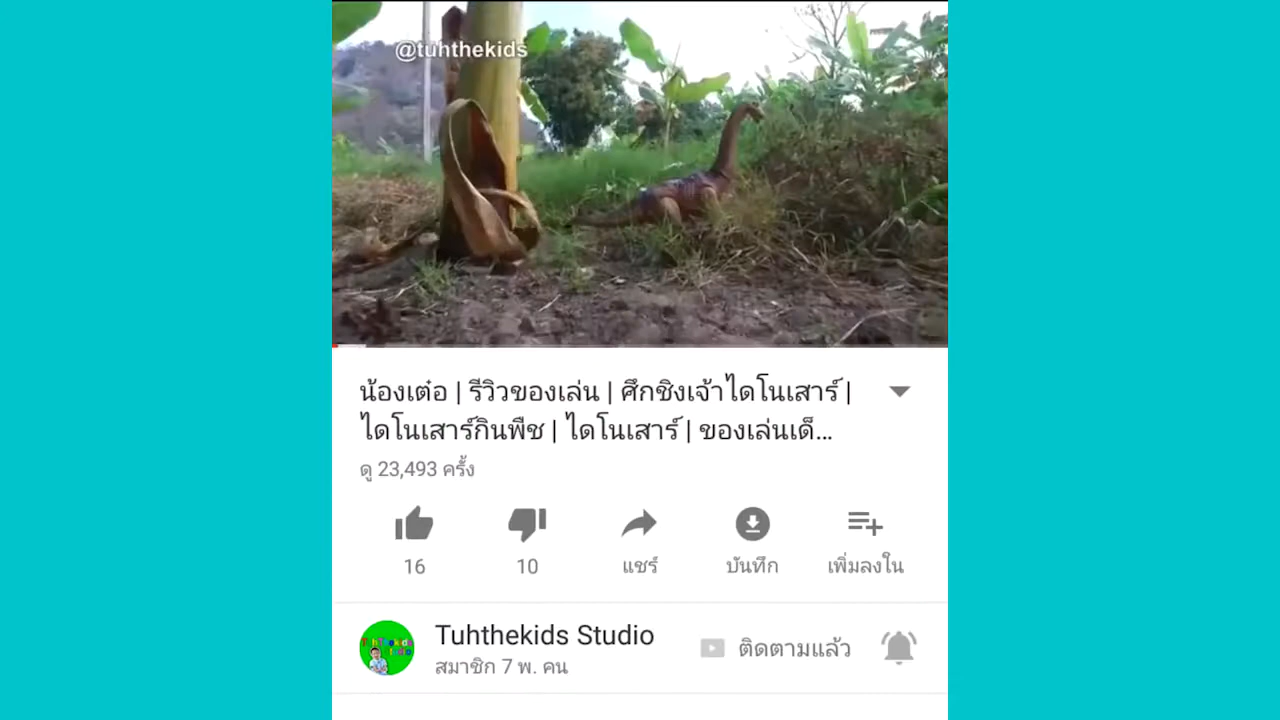 @tuhthekids
น้องเต๋อ | รีวิวของเล่น | ศึกชิงเจ้าไดโนเสาร์ |
ไดโนเสาร์กินพืช | ไดโนเสาร์ | ของเล่นเด็...
ดู 23,493 ครั้ง
16
10
แชร์
บันทึก
เพิ่มลงใน
Tuhthekids Studio
สมาชิก 7 พ. คน
ติดตามแล้ว